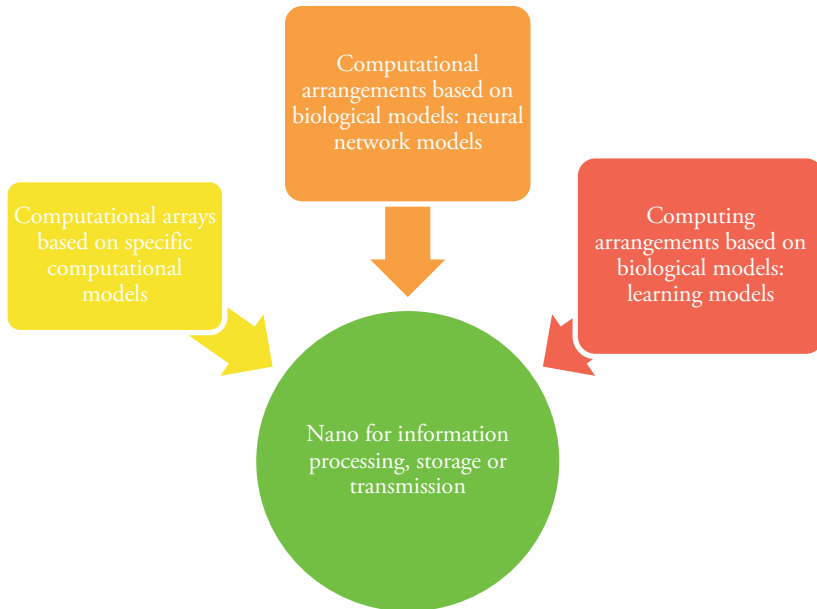 Computational
arrangements based on
biological models: neural
network models
Computational arrays
based on specific
computational
models
Computing
arrangements based on
biological models:
learning models
Nano for information
processing, storage or
transmission